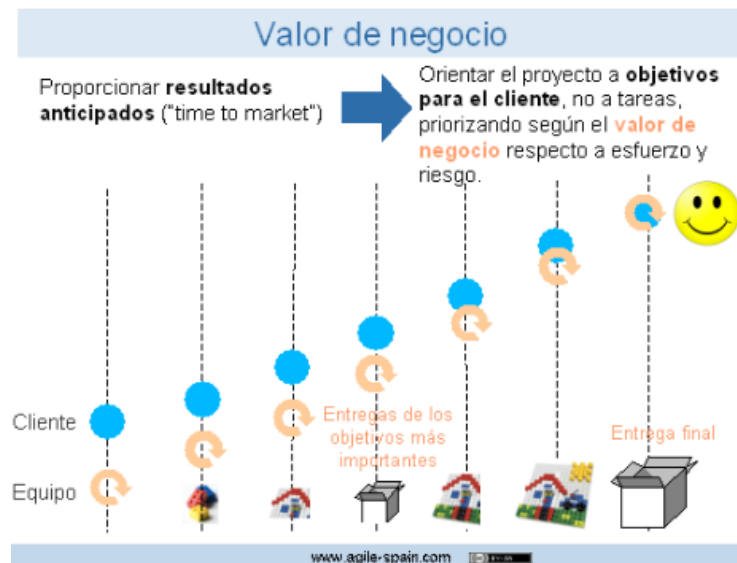 Valor de negocio
Proporcionar resultados
anticipados ("time to market")
Orientar el proyecto a objetivos
para el cliente, no a tareas,
priorizando según el valor de
negocio respecto a esfuerzo y
riesgo.
Cliente
Equipo
Entregas de los
objetivos más
importantes
Entrega final
www.agile-spain.com